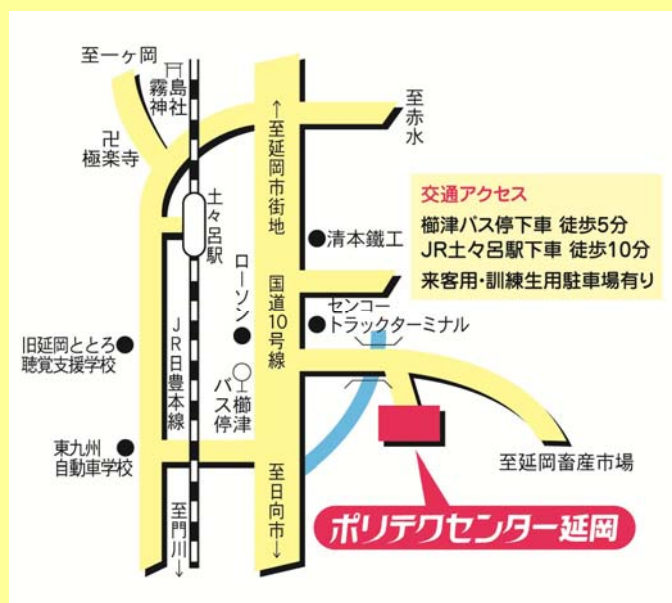 至一ヶ岡
霧島
神社
卍
極楽寺
土々呂駅
←至延岡市街地
至赤水
交通アクセス
櫛津バス停下車 徒歩5分
JR土々呂駅下車 徒歩10分
来客用・訓練生用駐車場有り
清本鐵工
ローソン
国道10号線
センコー
トラックターミナル
旧延岡ととろ
聴覚支援学校
JR日豊本線
櫛津
バス停
東九州
自動車学校
至延岡畜産市場
至門川→
至日向市→
ポリテクセンター延岡